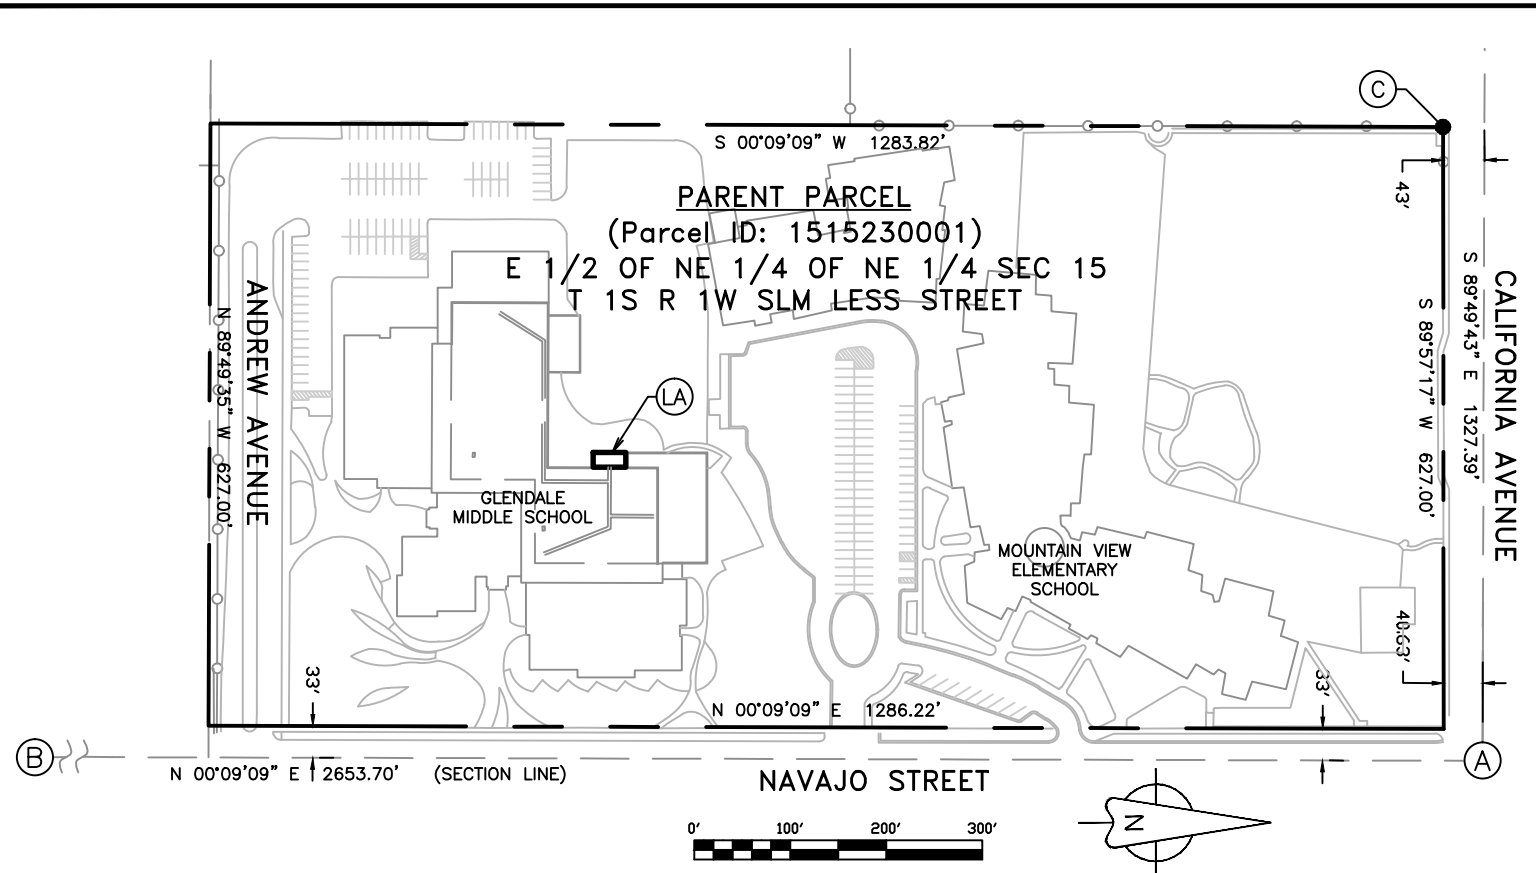 C
S 00°09'09" W 1283.82'
43'
PARENT PARCEL
(Parcel ID: 1515230001)
E 1/2 OF NE 1/4 OF NE 1/4 SEC 15
T 1S R 1W SLM LESS STREET
ANDREW AVENUE
N 89°49'35" W 627.00'
S 89°57'17" W 627.00'
S 89°49'43" E 1327.39'
CALIFORNIA AVENUE
LA
GLENDALE
MIDDLE SCHOOL
MOUNTAIN VIEW
ELEMENTARY
SCHOOL
40.63'
33'
33'
N 00°09'09" E 1286.22'
B
A
N 00°09'09" E 2653.70' (SECTION LINE)
NAVAJO STREET
0' 100' 200' 300'
N